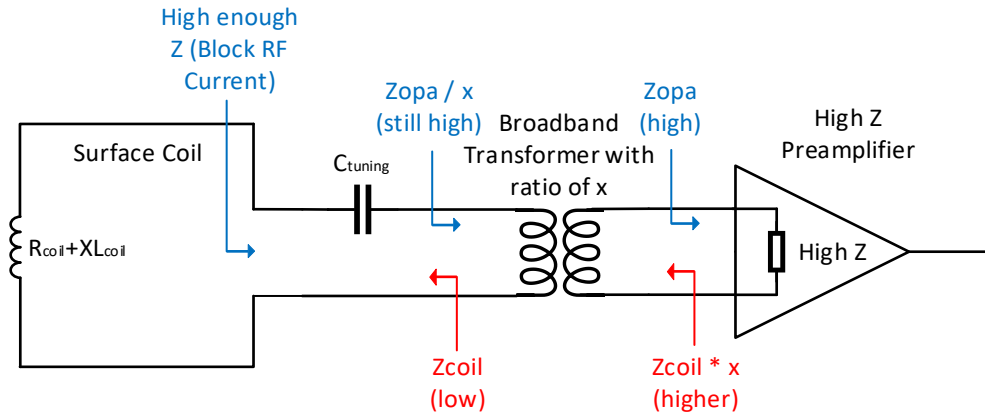 High enough
Z (Block RF
Current)
Zopa / x
(still high)
Zopa
(high)
Broadband
Transformer with
ratio of x
High Z
Preamplifier
Surface Coil
Ctuning
Rcoil+XLcoil
High Z
Zcoil
(low)
Zcoil * x
(higher)